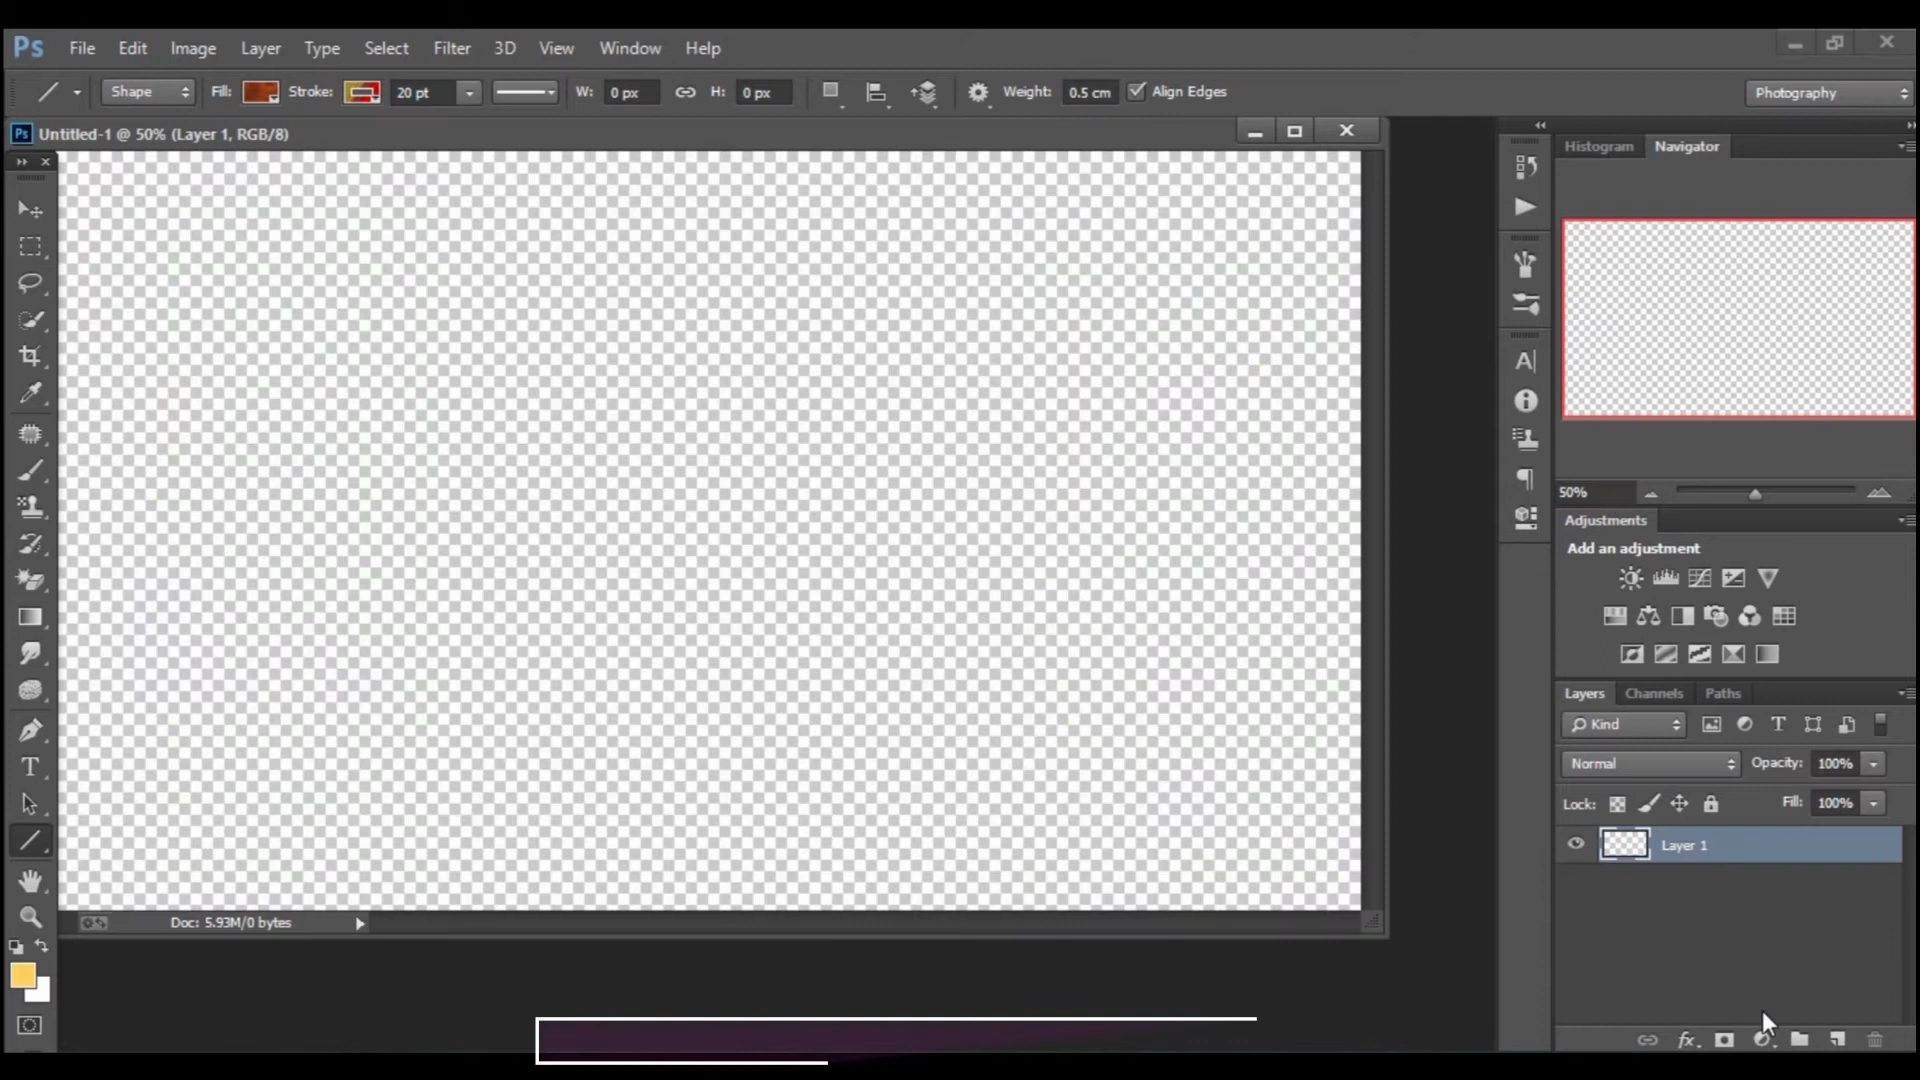 Ps File Edit Image Layer Type Select Filter 3D View Window Help
Shape Fill: Stroke: 20 pt W: 0 px H: 0 px Weight: 0.5 cm Align Edges Photography
Ps Untitled-1 @ 50% (Layer 1, RGB/8)
Histogram Navigator
50%
Adjustments
Add an adjustment
Layers Channels Paths
Kind
Normal Opacity: 100%
Lock: Fill: 100%
Layer 1
Doc: 5.93M/0 bytes